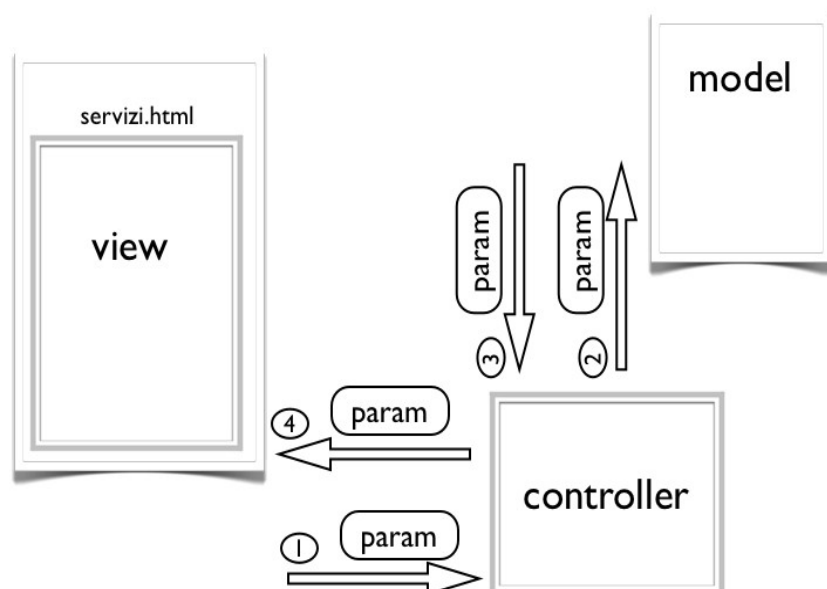 model
servizi.html
view
param
param
3
2
4
param
controller
1
param